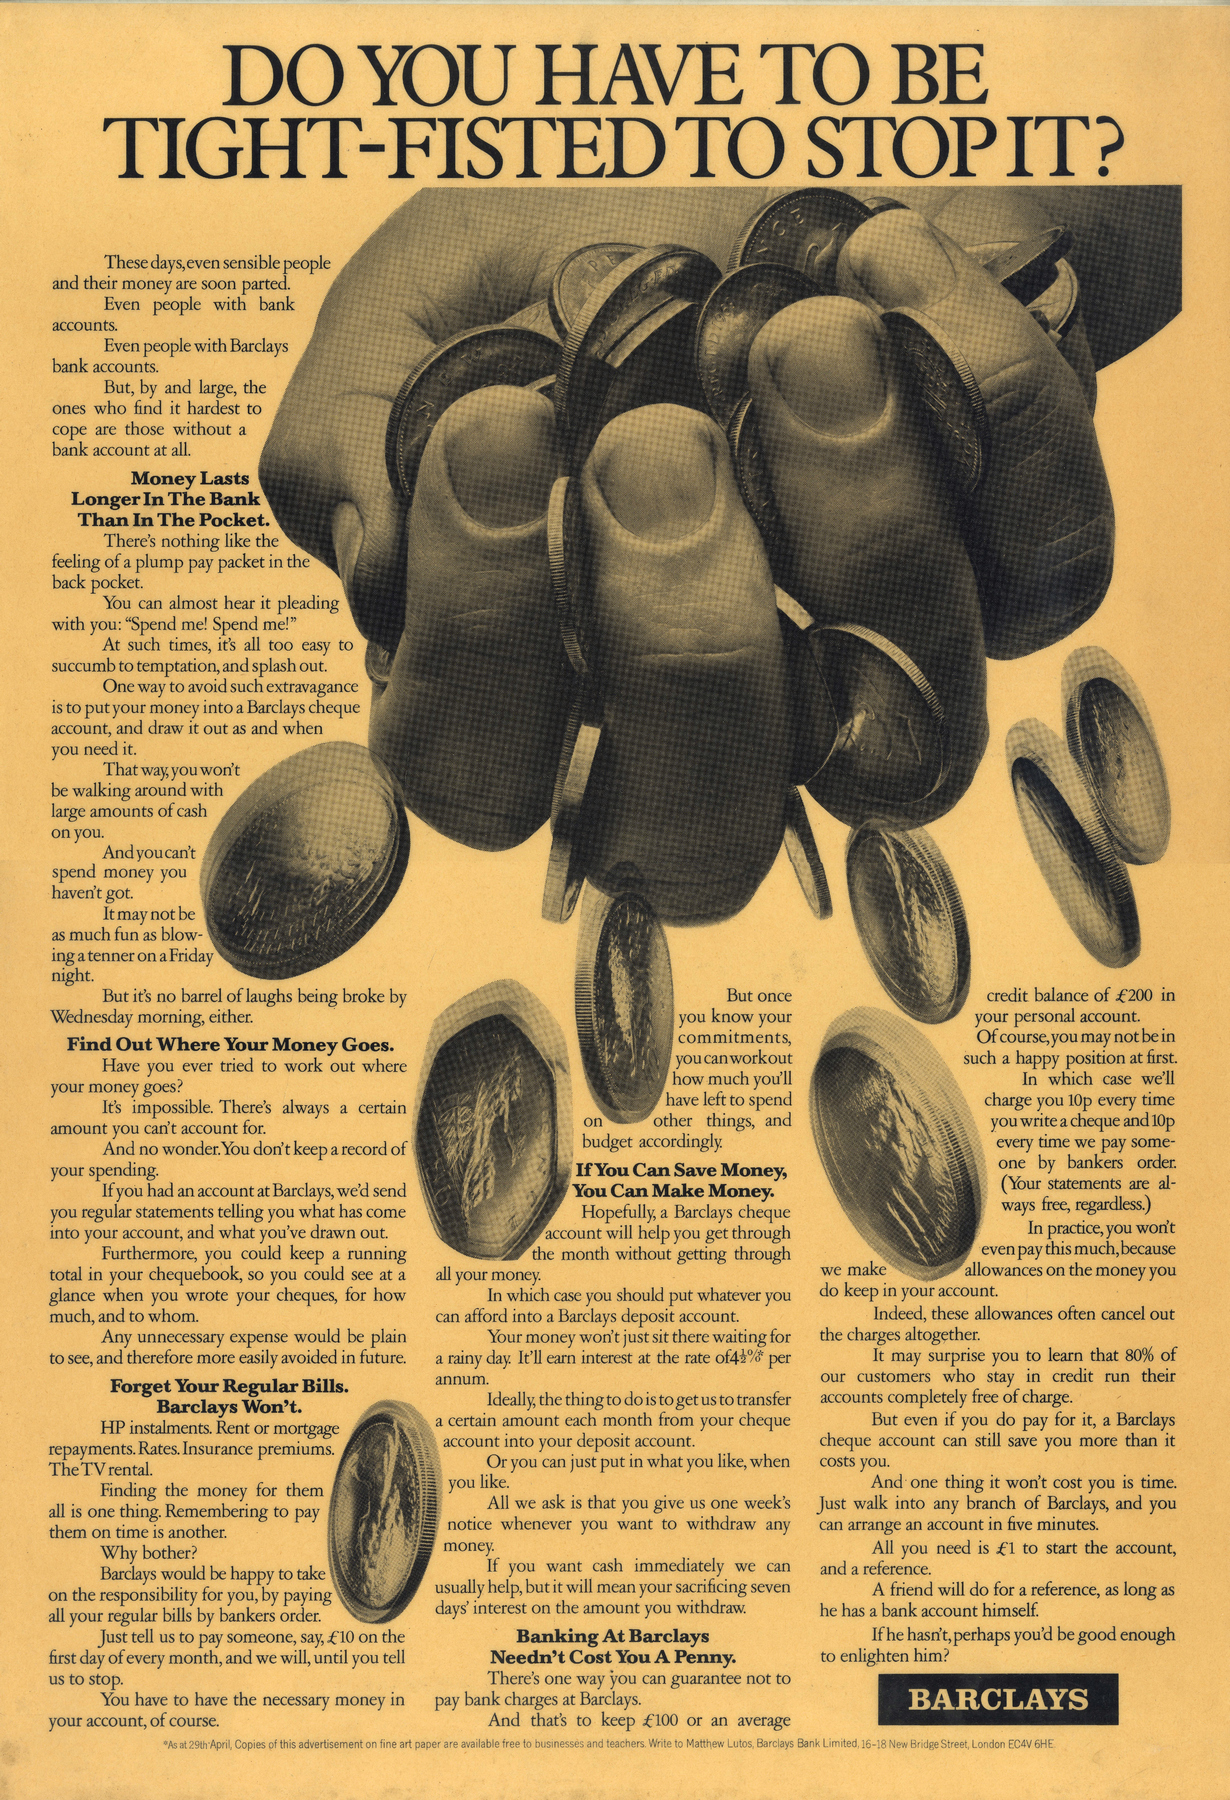 DO YOU HAVE TO BE
TIGHT-FISTED TO STOP IT?
These days, even sensible people
and their money are soon parted.
Even people with bank
accounts.
Even people with Barclays
bank accounts.
But, by and large, the
ones who find it hardest to
cope are those without a
bank account at all.
Money Lasts
Longer In The Bank
Than In The Pocket.
There's nothing like the
feeling of a plump pay packet in the
back pocket.
You can almost hear it pleading
with you: "Spend me! Spend me!"
At such times, it's all too easy to
succumb to temptation, and splash out.
One way to avoid such extravagance
is to put your money into a Barclays cheque
account, and draw it out as and when
you need it.
That way, you won't
be walking around with
large amounts of cash
on you.
And you can't
spend money you
haven't got.
It may not be
as much fun as blow-
ing a tenner on a Friday
night.
But it's no barrel of laughs being broke by
Wednesday morning, either.
Find Out Where Your Money Goes.
Have you ever tried to work out where
your money goes?
It's impossible. There's always a certain
amount you can't account for.
And no wonder. You don't keep a record of
your spending.
If you had an account at Barclays, we'd send
you regular statements telling you what has come
into your account, and what you've drawn out.
Furthermore, you could keep a running
total in your chequebook, so you could see at a
glance when you wrote your cheques, for how
much, and to whom.
Any unnecessary expense would be plain
to see, and therefore more easily avoided in future.
Forget Your Regular Bills.
Barclays Won't.
HP instalments. Rent or mortgage
repayments. Rates. Insurance premiums.
The TV rental.
Finding the money for them
all is one thing. Remembering to pay
them on time is another.
Why bother?
Barclays would be happy to take
on the responsibility for you, by paying
all your regular bills by bankers order.
Just tell us to pay someone, say, £10 on the
first day of every month, and we will, until you tell
us to stop.
You have to have the necessary money in
your account, of course.
But once
you know your
commitments,
you can work out
how much you'll
have left to spend
on other things, and
budget accordingly.
If You Can Save Money,
You Can Make Money.
Hopefully, a Barclays cheque
account will help you get through
the month without getting through
all your money.
In which case you should put whatever you
can afford into a Barclays deposit account.
Your money won't just sit there waiting for
a rainy day. It'll earn interest at the rate of 4½%* per
annum.
Ideally, the thing to do is to get us to transfer
a certain amount each month from your cheque
account into your deposit account.
Or you can just put in what you like, when
you like.
All we ask is that you give us one week's
notice whenever you want to withdraw any
money.
If you want cash immediately we can
usually help, but it will mean your sacrificing seven
days' interest on the amount you withdraw.
Banking At Barclays
Needn't Cost You A Penny.
There's one way you can guarantee not to
pay bank charges at Barclays.
And that's to keep £100 or an average
credit balance of £200 in
your personal account.
Of course, you may not be in
such a happy position at first.
In which case we'll
charge you 10p every time
you write a cheque and 10p
every time we pay some-
one by bankers order.
(Your statements are al-
ways free, regardless.)
In practice, you won't
even pay this much, because
we make allowances on the money you
do keep in your account.
Indeed, these allowances often cancel out
the charges altogether.
It may surprise you to learn that 80% of
our customers who stay in credit run their
accounts completely free of charge.
But even if you do pay for it, a Barclays
cheque account can still save you more than it
costs you.
And one thing it won't cost you is time.
Just walk into any branch of Barclays, and you
can arrange an account in five minutes.
All you need is £1 to start the account,
and a reference.
A friend will do for a reference, as long as
he has a bank account himself.
If he hasn't, perhaps you'd be good enough
to enlighten him?
BARCLAYS
*As at 29th April, Copies of this advertisement on fine art paper are available free to businesses and teachers. Write to Matthew Lutos, Barclays Bank Limited, 16-18 New Bridge Street, London EC4V 6HE.